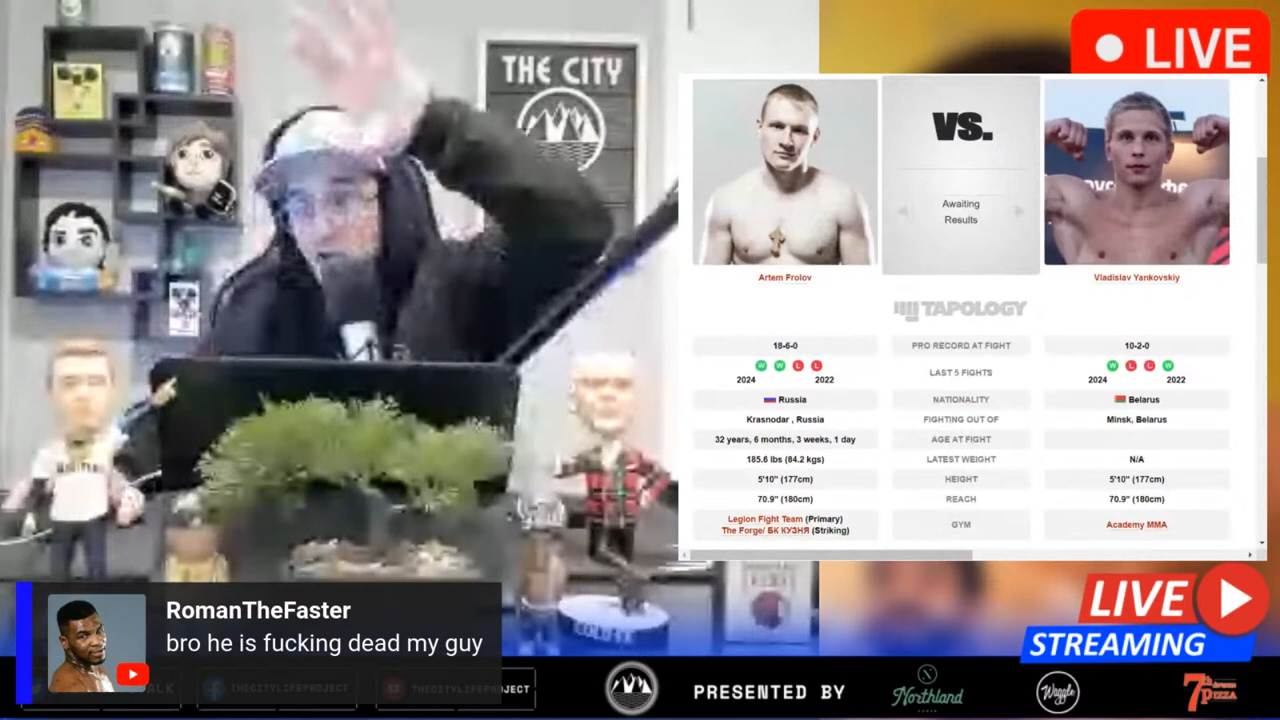 THE CITY
LIVE
VS.
Awaiting
Results
Artem Frolov
Vladislav Yankovskiy
TAPOLOGY
18-6-0
PRO RECORD AT FIGHT
10-2-0
W W L L
LAST 5 FIGHTS
W L L W
2024 2022
2024 2022
Russia
NATIONALITY
Belarus
Krasnodar , Russia
FIGHTING OUT OF
Minsk, Belarus
32 years, 6 months, 3 weeks, 1 day
AGE AT FIGHT
185.6 lbs (84.2 kgs)
LATEST WEIGHT
N/A
5'10" (177cm)
HEIGHT
5'10" (177cm)
70.9" (180cm)
REACH
70.9" (180cm)
Legion Fight Team (Primary)
The Forge/ БК КУЗНЯ (Striking)
GYM
Academy MMA
RomanTheFaster
bro he is fucking dead my guy
LIVE
STREAMING
THECITYLIFEPROJECT
THECITYLIFEPROJECT
PRESENTED BY
Northland
Waggle
7th Avenue
PIZZA